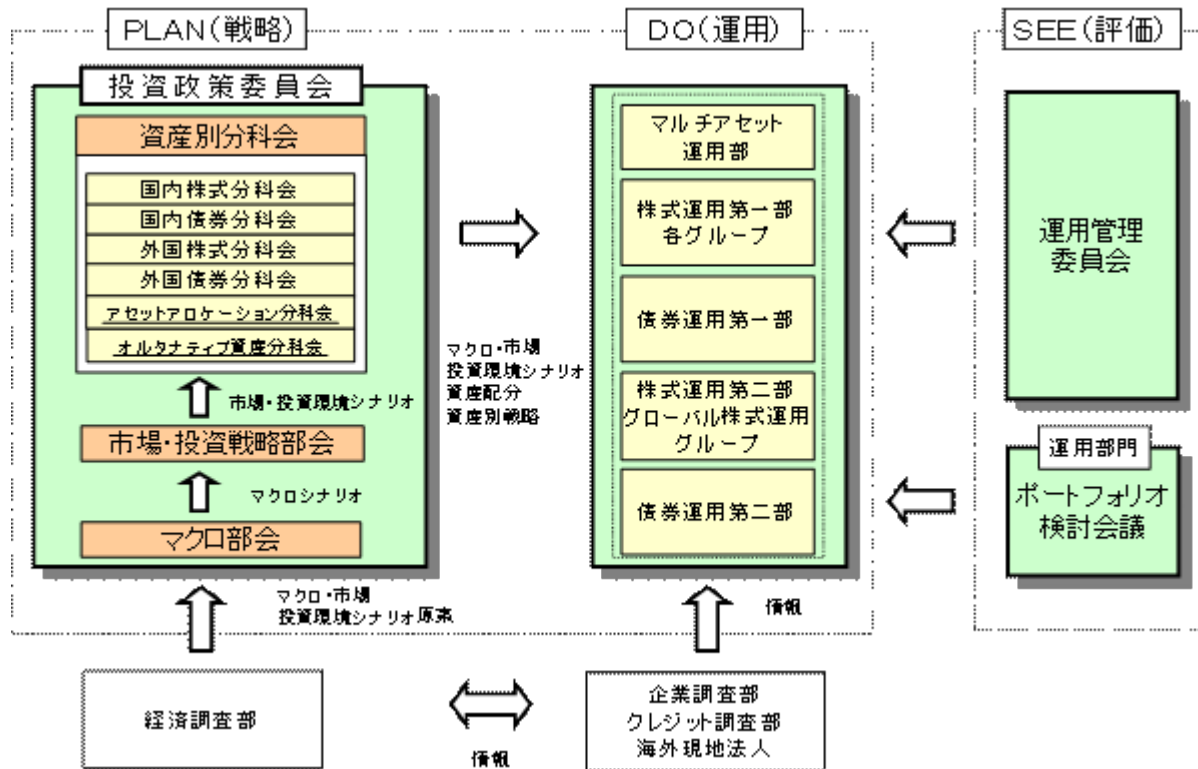 PLAN(戦略)
投資政策委員会
資産別分科会
国内株式分科会
国内債券分科会
外国株式分科会
外国債券分科会
アセットアロケーション分科会
オルタナティブ資産分科会
市場・投資環境シナリオ
市場・投資戦略部会
マクロシナリオ
マクロ部会
マクロ・市場
投資環境シナリオ原案
経済調査部
マクロ・市場
投資環境シナリオ
資産配分
資産別戦略
情報
DO(運用)
マルチアセット
運用部
株式運用第一部
各グループ
債券運用第一部
株式運用第二部
グローバル株式運用
グループ
債券運用第二部
情報
企業調査部
クレジット調査部
海外現地法人
SEE(評価)
運用管理
委員会
運用部門
ポートフォリオ
検討会議